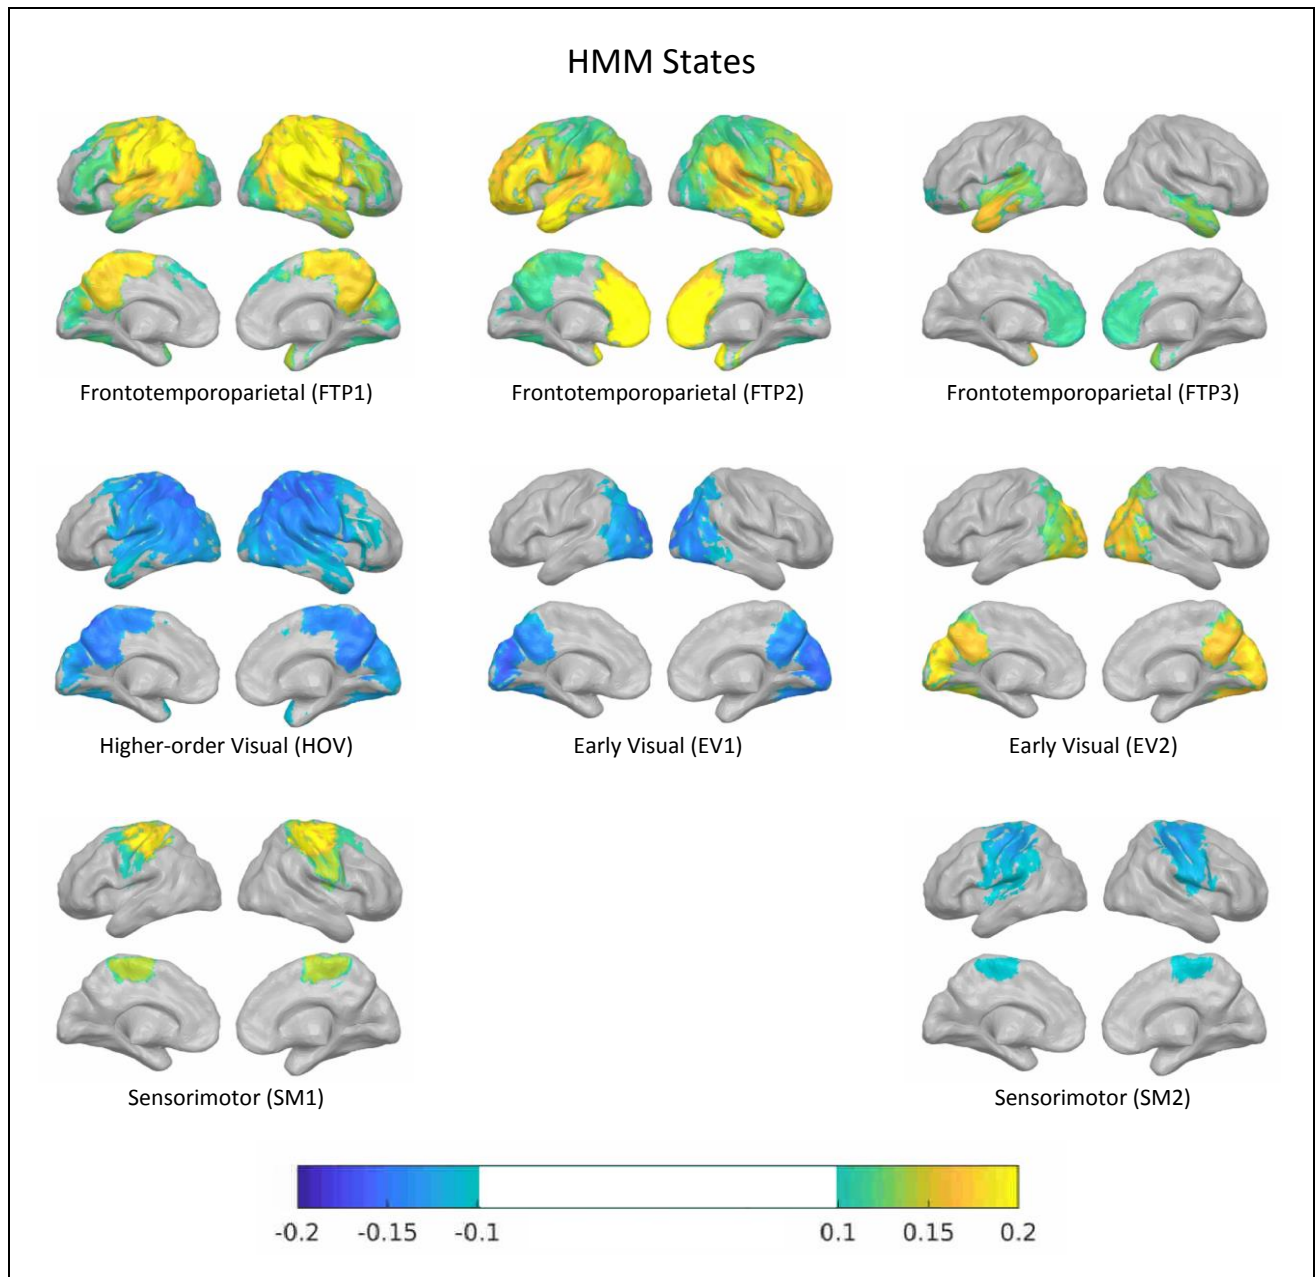 HMM States
Frontotemporoparietal (FTP1)
Frontotemporoparietal (FTP2)
Frontotemporoparietal (FTP3)
Higher-order Visual (HOV)
Early Visual (EV1)
Early Visual (EV2)
Sensorimotor (SM1)
Sensorimotor (SM2)
-0.2 -0.15 -0.1 0.1 0.15 0.2